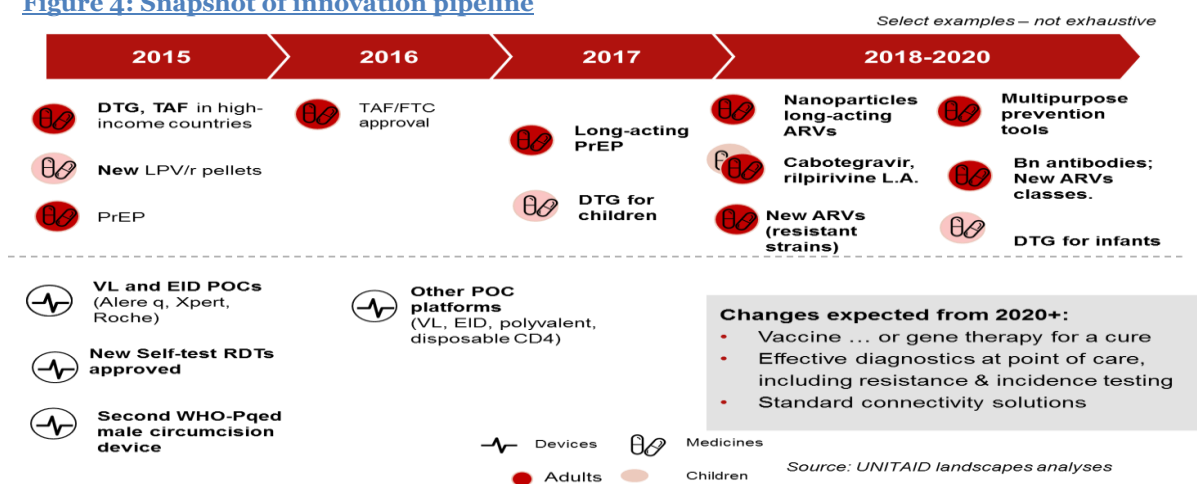 Figure 4: Snapshot of innovation pipeline
Select examples – not exhaustive
2015
2016
2017
2018-2020
DTG, TAF in high-
income countries
New LPV/r pellets
PrEP
TAF/FTC
approval
Long-acting
PrEP
DTG for
children
Nanoparticles
long-acting
ARVs
Cabotegravir,
rilpirivine L.A.
New ARVs
(resistant
strains)
Multipurpose
prevention
tools
Bn antibodies;
New ARVs
classes.
DTG for infants
VL and EID POCs
(Alere q, Xpert,
Roche)
New Self-test RDTs
approved
Second WHO-Pqed
male circumcision
device
Other POC
platforms
(VL, EID, polyvalent,
disposable CD4)
Changes expected from 2020+:
• Vaccine ... or gene therapy for a cure
• Effective diagnostics at point of care,
including resistance & incidence testing
• Standard connectivity solutions
Devices
Medicines
Adults
Children
Source: UNITAID landscapes analyses